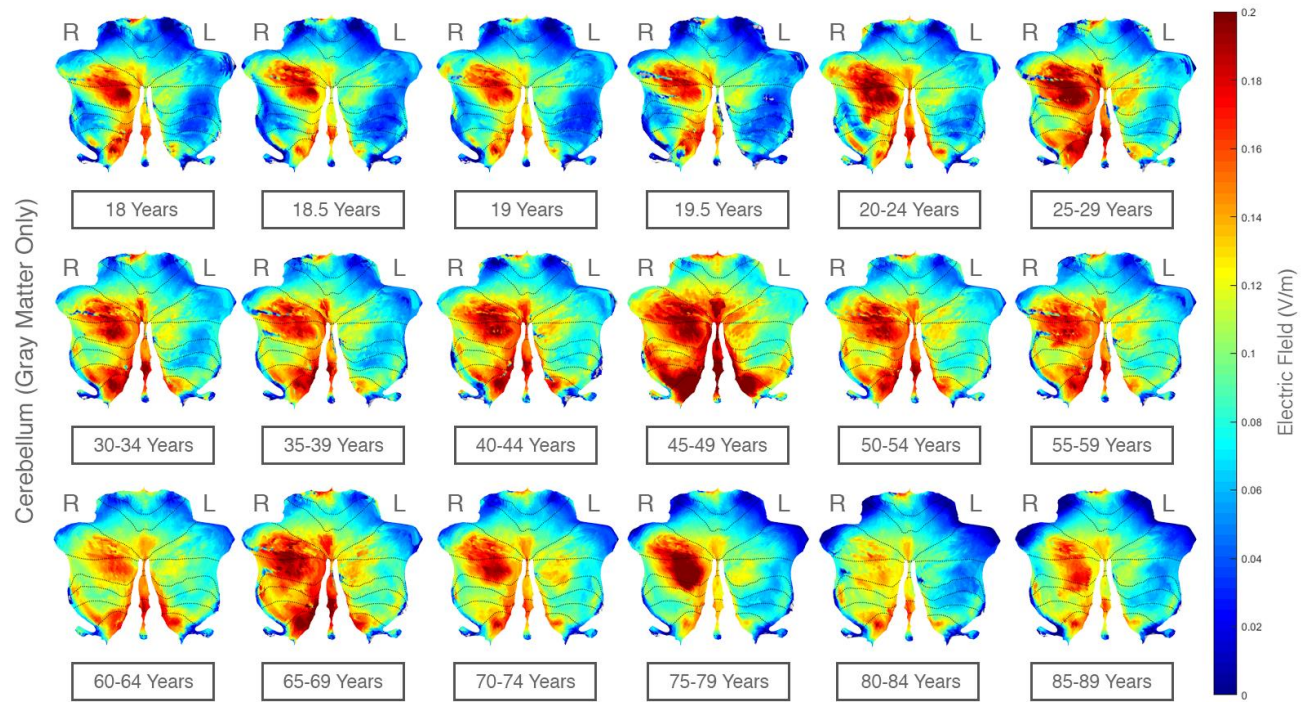 R L R L R L R L R L R L
18 Years 18.5 Years 19 Years 19.5 Years 20-24 Years 25-29 Years
R L R L R L R L R L R L
30-34 Years 35-39 Years 40-44 Years 45-49 Years 50-54 Years 55-59 Years
R L R L R L R L R L R L
60-64 Years 65-69 Years 70-74 Years 75-79 Years 80-84 Years 85-89 Years
Cerebellum (Gray Matter Only)
0.2
0.18
0.16
0.14
0.12
0.1
0.08
0.06
0.04
0.02
0
Electric Field (V/m)